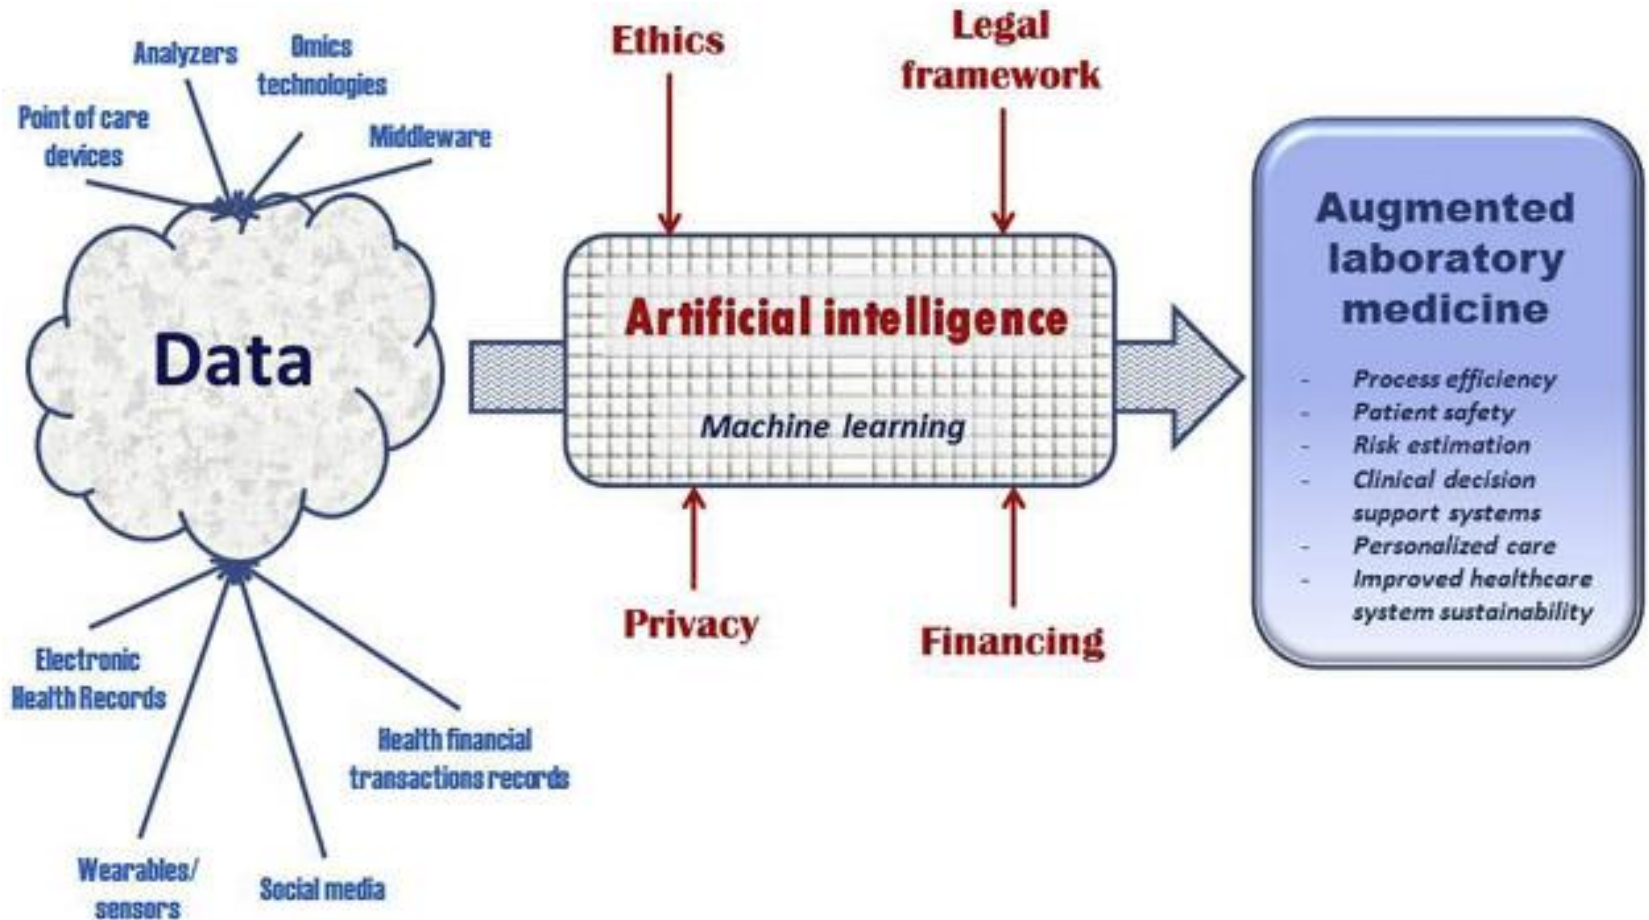 Analyzers
Omics
technologies
Point of care
devices
Middleware
Data
Electronic
Health Records
Wearables/
sensors
Social media
Health financial
transactions records
Ethics
Legal
framework
Artificial intelligence
Machine learning
Privacy
Financing
Augmented
laboratory
medicine
- Process efficiency
- Patient safety
- Risk estimation
- Clinical decision
support systems
- Personalized care
- Improved healthcare
system sustainability